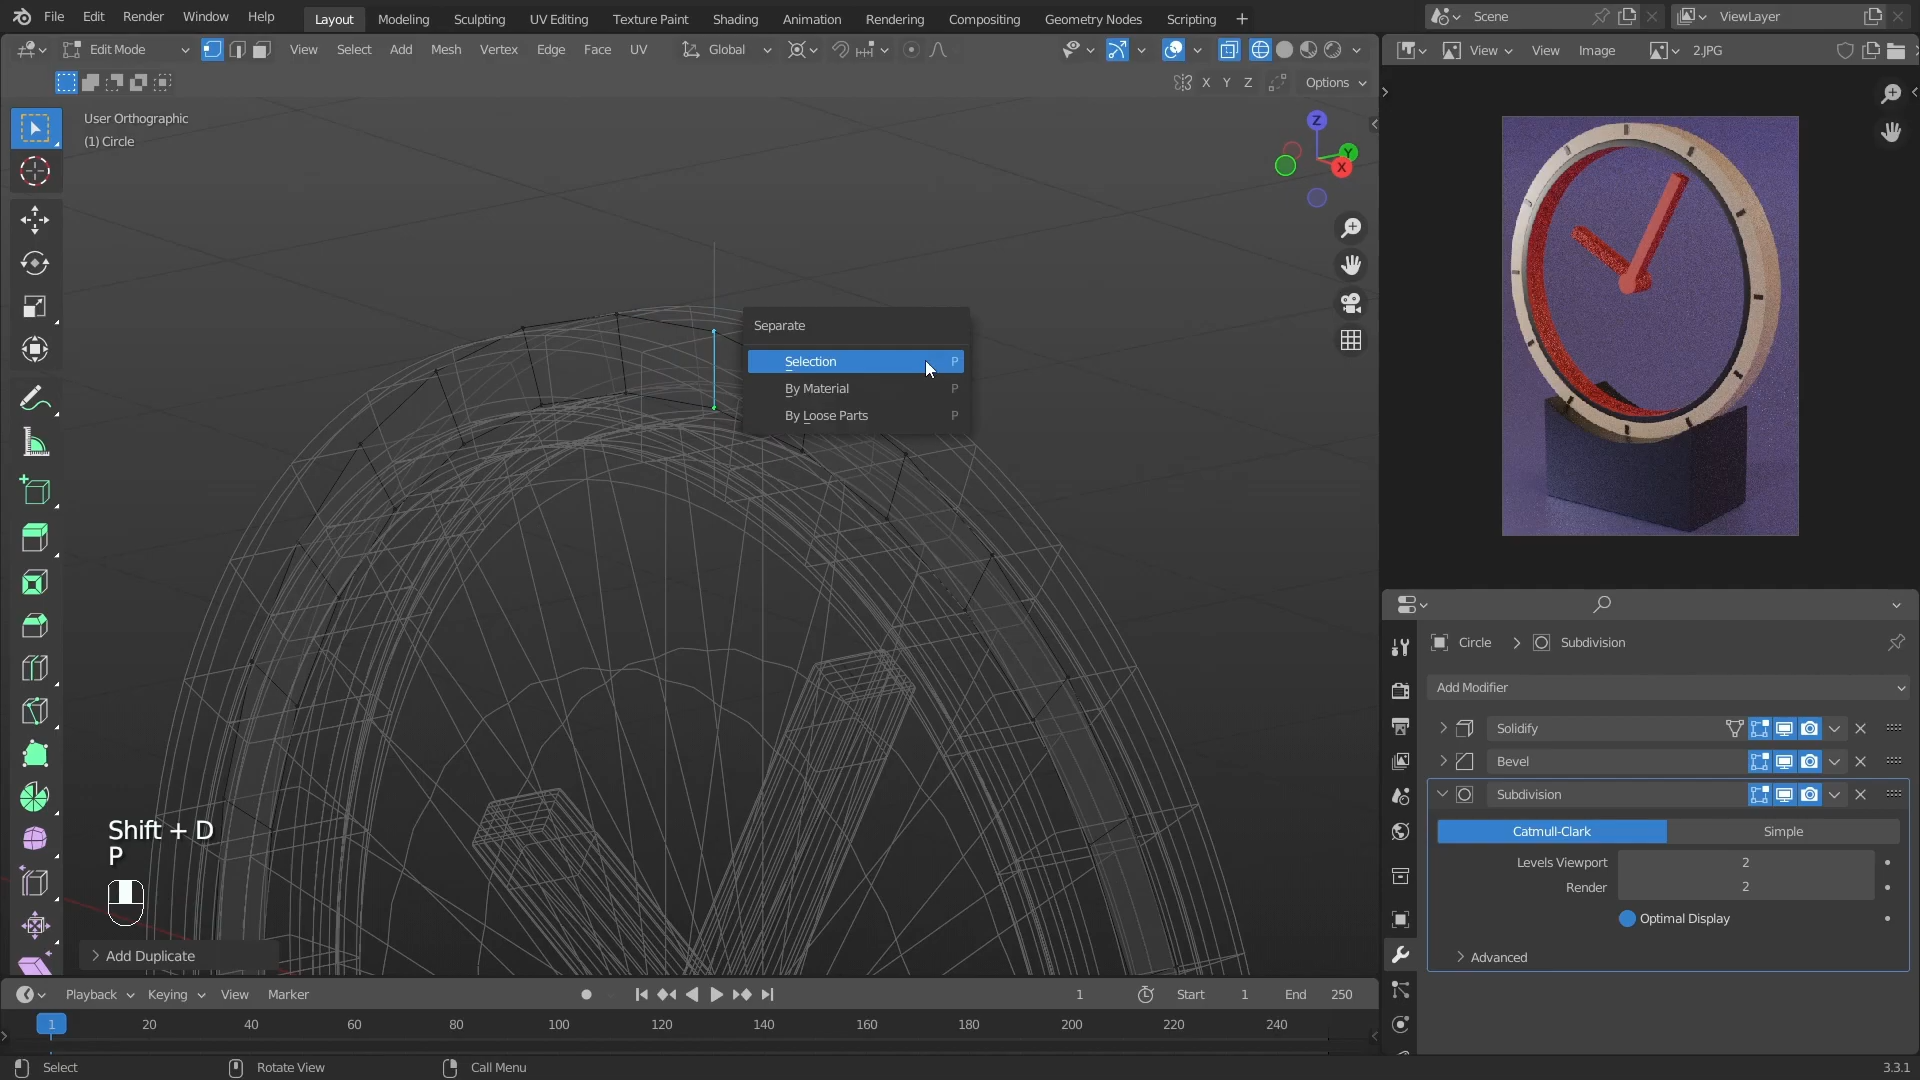 File Edit Render Window Help Layout Modeling Sculpting UV Editing Texture Paint Shading Animation Rendering Compositing Geometry Nodes Scripting + Scene ViewLayer
Edit Mode View Select Add Mesh Vertex Edge Face UV Global View View Image 2.JPG
X Y Z Options
User Orthographic
(1) Circle
Z
Y
X
Separate
Selection P
By Material P
By Loose Parts P
Shift + D
P
Add Duplicate
Circle Subdivision
Add Modifier
Solidify
Bevel
Subdivision
Catmull-Clark Simple
Levels Viewport 2
Render 2
Optimal Display
Advanced
Playback Keying View Marker 1 Start 1 End 250
1 20 40 60 80 100 120 140 160 180 200 220 240
Select Rotate View Call Menu 3.3.1